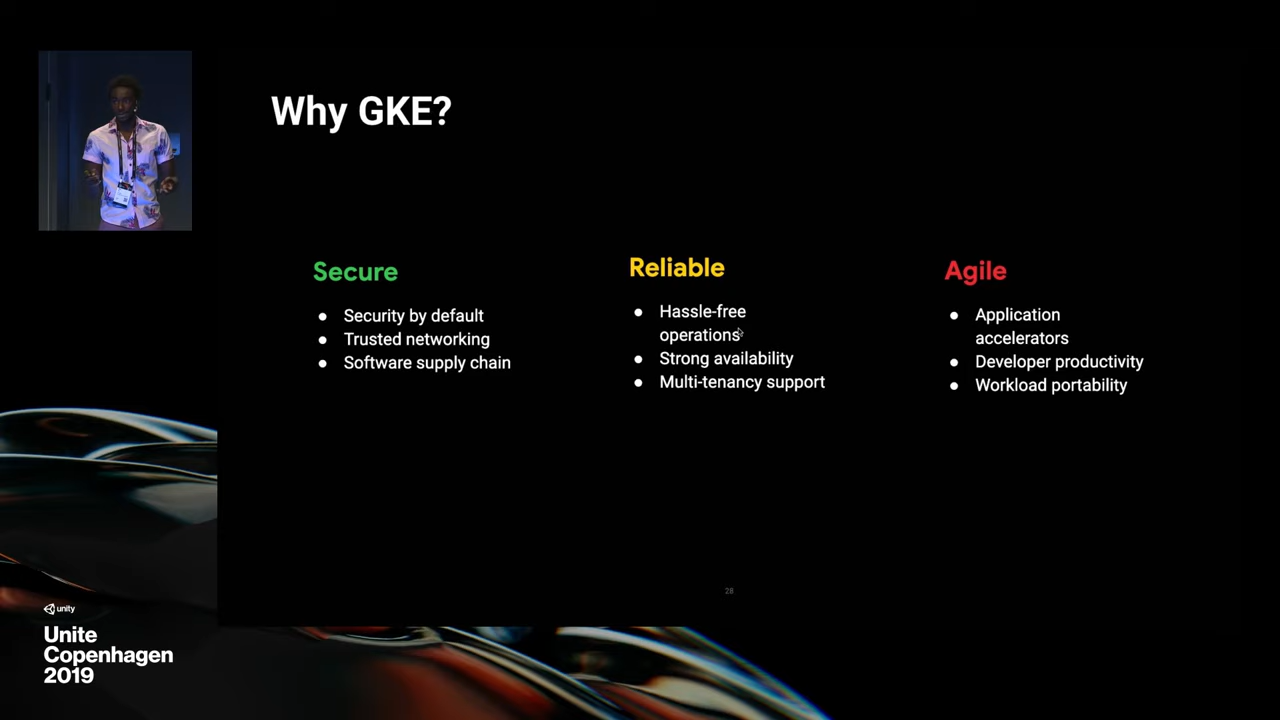 Why GKE?
Secure
Security by default
Trusted networking
Software supply chain
Reliable
Hassle-free
operations
Strong availability
Multi-tenancy support
Agile
Application
accelerators
Developer productivity
Workload portability
28
unity
Unite
Copenhagen
2019